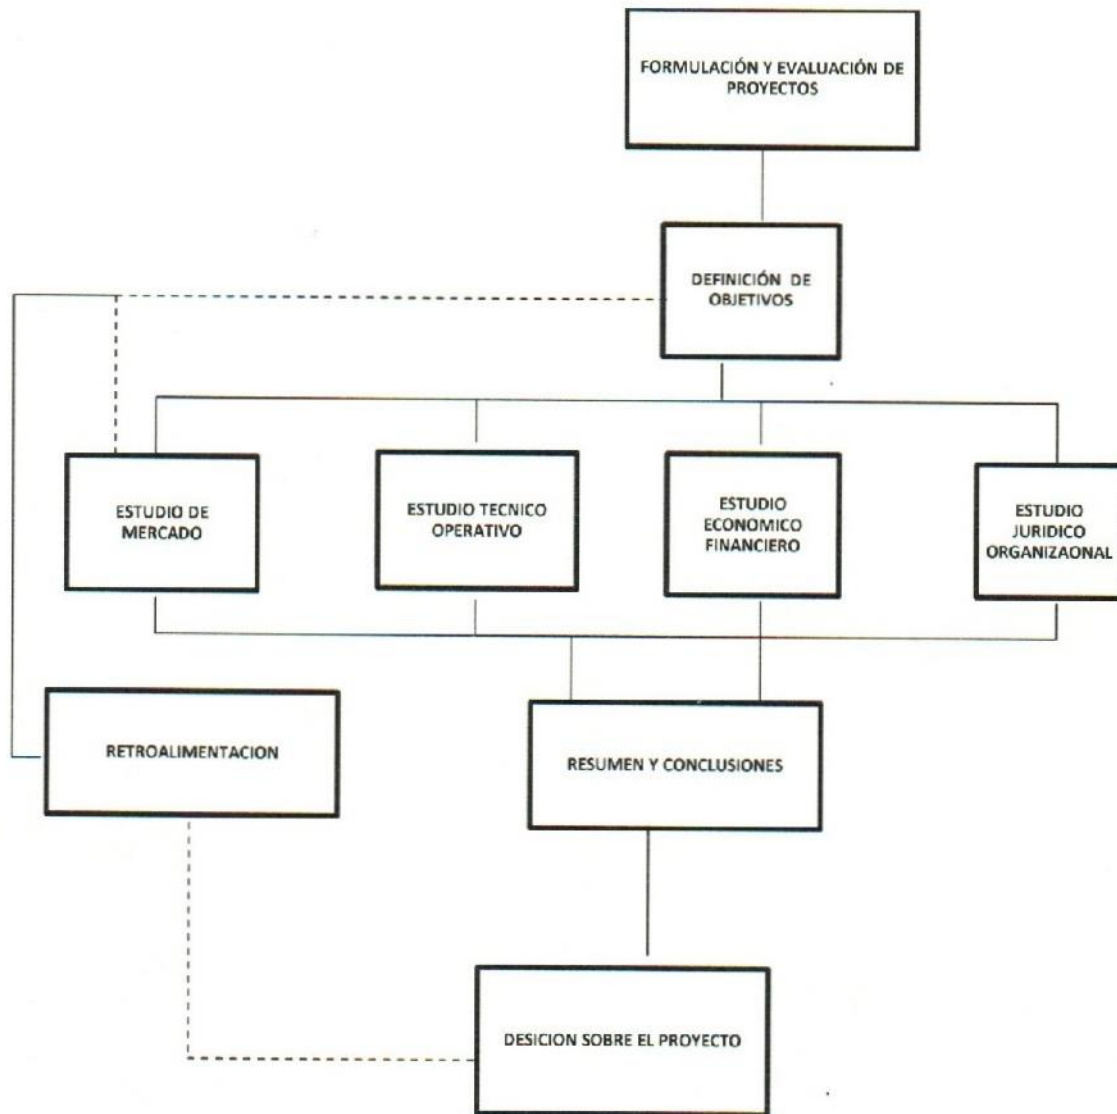 FORMULACIÓN Y EVALUACIÓN DE
PROYECTOS
DEFINICIÓN DE
OBJETIVOS
ESTUDIO DE
MERCADO
ESTUDIO TECNICO
OPERATIVO
ESTUDIO
ECONOMICO
FINANCIERO
ESTUDIO
JURIDICO
ORGANIZAONAL
RETROALIMENTACION
RESUMEN Y CONCLUSIONES
DESICION SOBRE EL PROYECTO